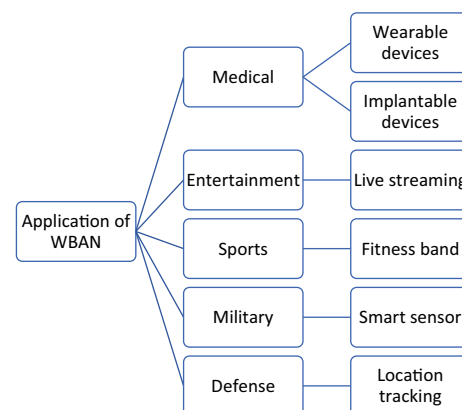 Wearable
devices
Medical
Implantable
devices
Entertainment
Live streaming
Application of
WBAN
Sports
Fitness band
Military
Smart sensor
Defense
Location
tracking